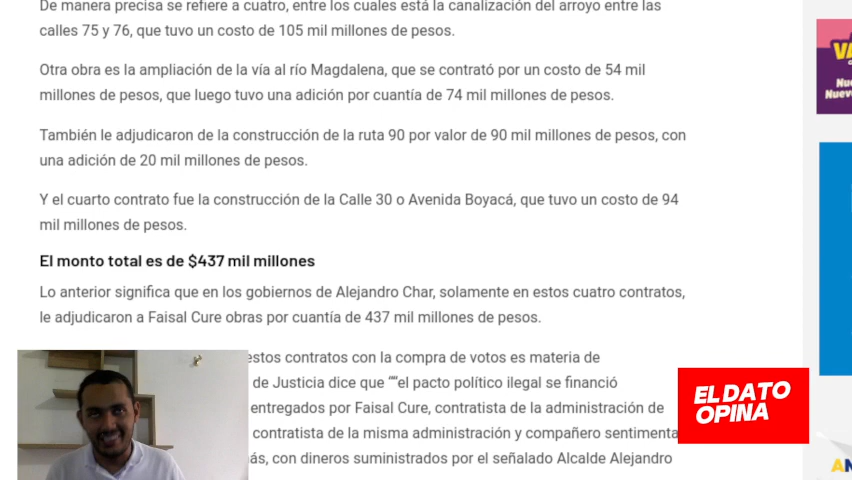 De manera precisa se refiere a cuatro, entre los cuales está la canalización del arroyo entre las
calles 75 y 76, que tuvo un costo de 105 mil millones de pesos.
Otra obra es la ampliación de la vía al río Magdalena, que se contrató por un costo de 54 mil
millones de pesos, que luego tuvo una adición por cuantía de 74 mil millones de pesos.
También le adjudicaron de la construcción de la ruta 90 por valor de 90 mil millones de pesos, con
una adición de 20 mil millones de pesos.
Y el cuarto contrato fue la construcción de la Calle 30 o Avenida Boyacá, que tuvo un costo de 94
mil millones de pesos.
El monto total es de $437 mil millones
Lo anterior significa que en los gobiernos de Alejandro Char, solamente en estos cuatro contratos,
le adjudicaron a Faisal Cure obras por cuantía de 437 mil millones de pesos.
estos contratos con la compra de votos es materia de
de Justicia dice que ““el pacto político ilegal se financió
entregados por Faisal Cure, contratista de la administración de
contratista de la misma administración y compañero sentimenta
ás, con dineros suministrados por el señalado Alcalde Alejandro
EL DATO
OPINA